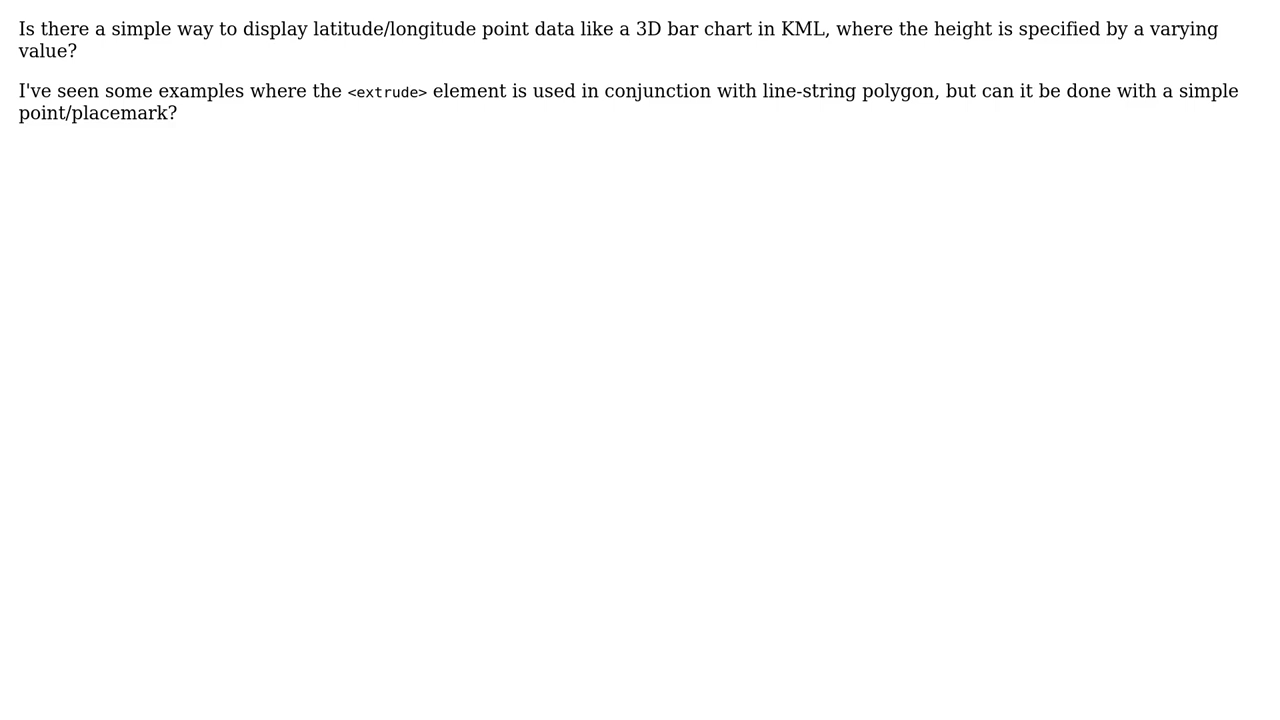 Is there a simple way to display latitude/longitude point data like a 3D bar chart in KML, where the height is specified by a varying
value?
I've seen some examples where the <extrude> element is used in conjunction with line-string polygon, but can it be done with a simple
point/placemark?